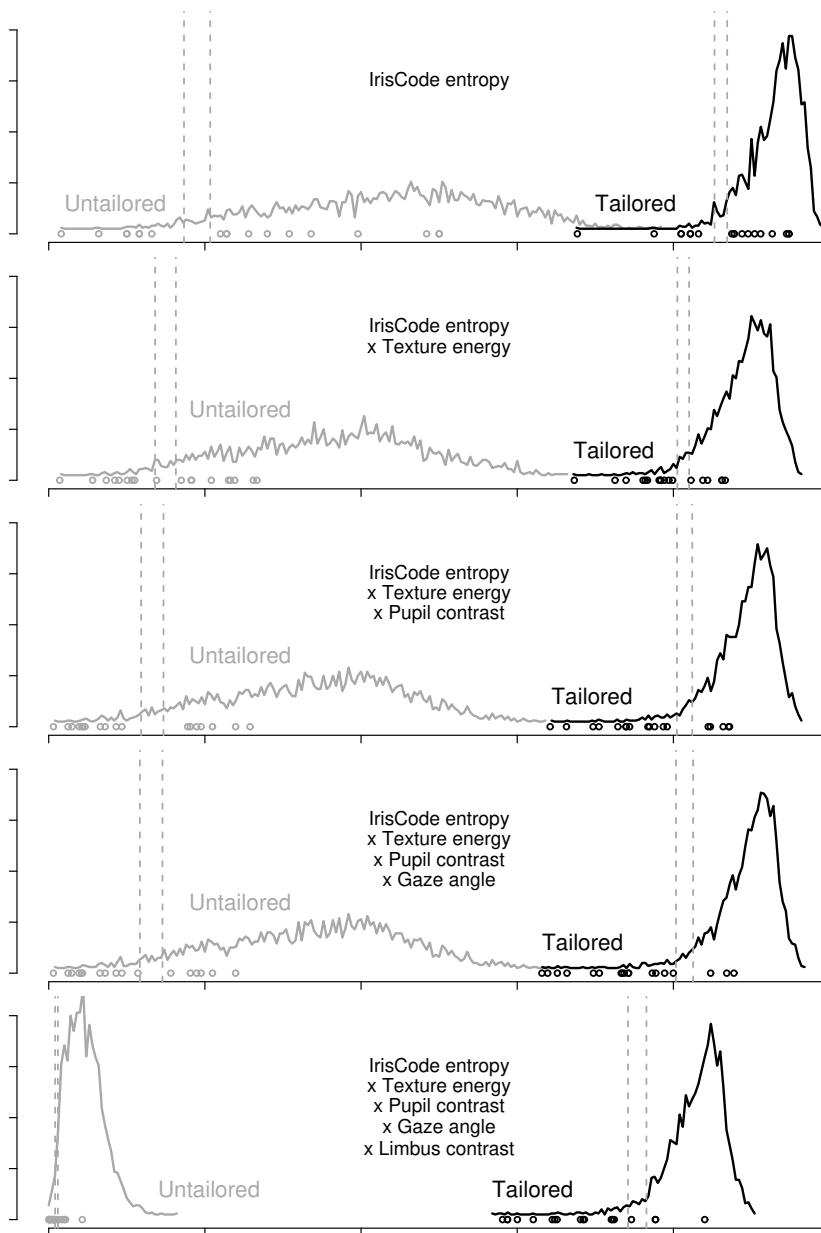 IrisCode entropy
Untailored
Tailored
IrisCode entropy
x Texture energy
Untailored
Tailored
IrisCode entropy
x Texture energy
x Pupil contrast
Untailored
Tailored
IrisCode entropy
x Texture energy
x Pupil contrast
x Gaze angle
Untailored
Tailored
IrisCode entropy
x Texture energy
x Pupil contrast
x Gaze angle
x Limbus contrast
Untailored
Tailored